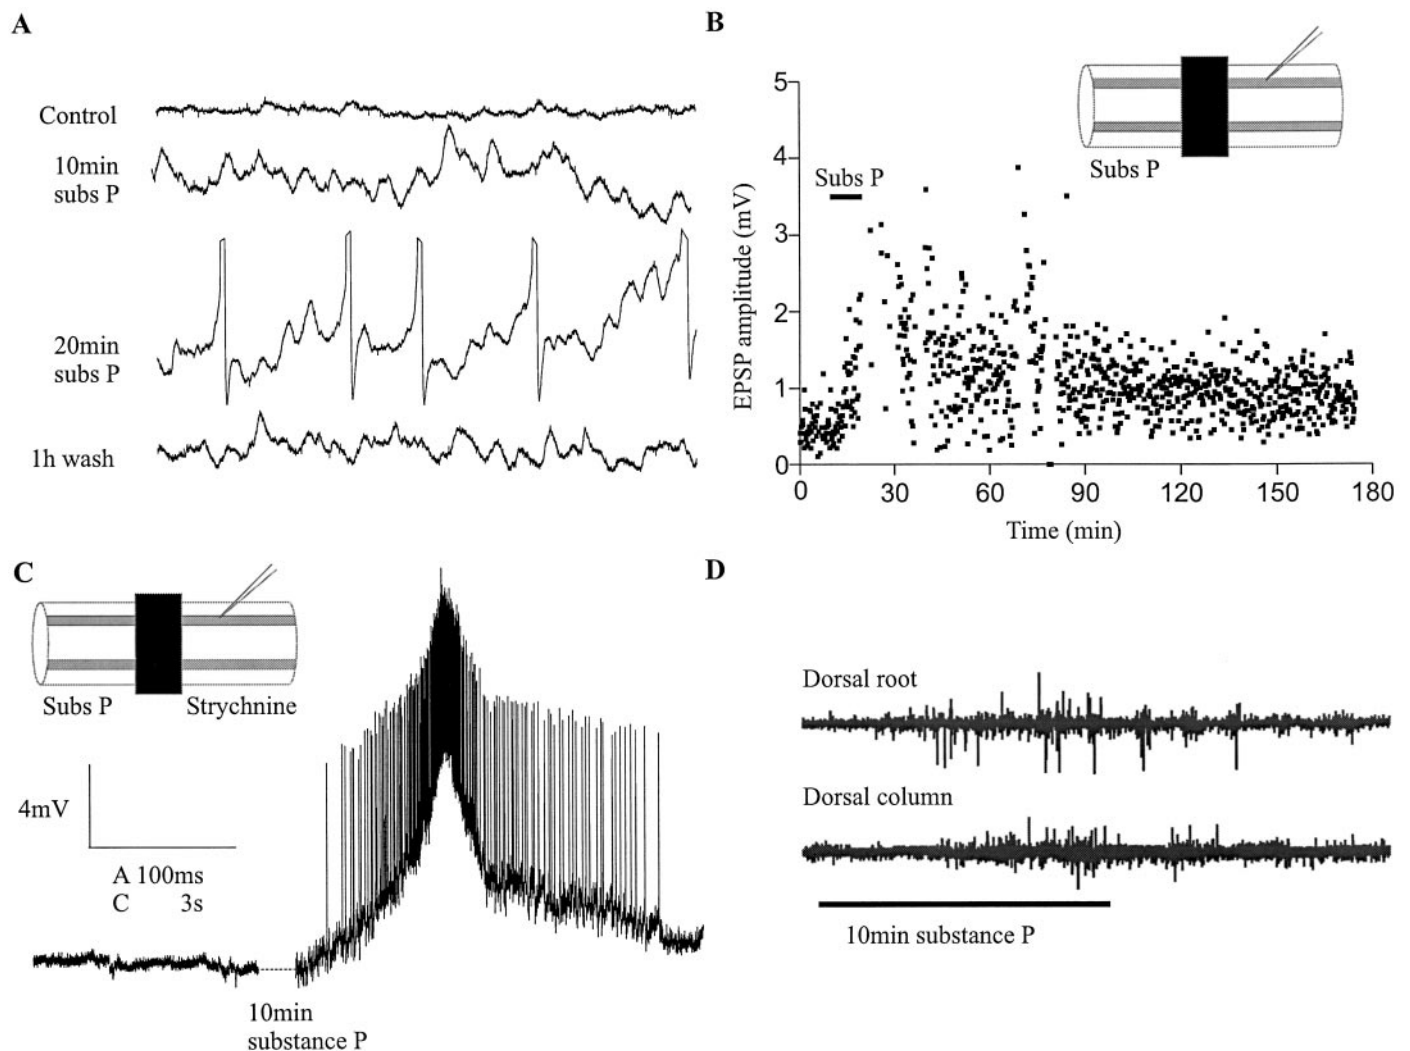 A
Control
10min
subs P
20min
subs P
1h wash
B
5
4
3
2
1
0
EPSP amplitude (mV)
Subs P
Subs P
0 30 60 90 120 150 180
Time (min)
C
Subs P Strychnine
4mV
A 100ms
C 3s
10min
substance P
D
Dorsal root
Dorsal column
10min substance P